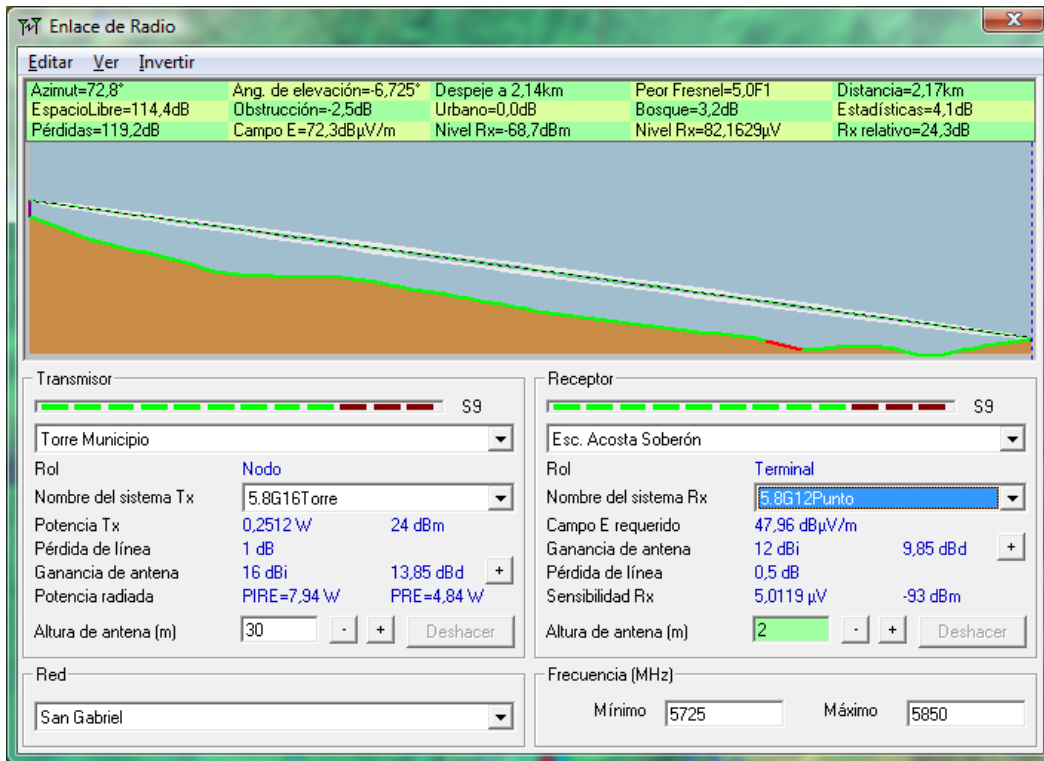 Enlace de Radio
Editar Ver Invertir
Azimut=72,8° Ang. de elevación=-6,725° Despeje a 2,14km Peor Fresnel=5,0F1 Distancia=2,17km
EspacioLibre=114,4dB Obstrucción=-2,5dB Urbano=0,0dB Bosque=3,2dB Estadísticas=4,1dB
Pérdidas=119,2dB Campo E=72,3dBµV/m Nivel Rx=-68,7dBm Nivel Rx=82,1629µV Rx relativo=24,3dB
Transmisor
S9
Torre Municipio
Rol Nodo
Nombre del sistema Tx 5.8G16Torre
Potencia Tx 0,2512 W 24 dBm
Pérdida de línea 1 dB
Ganancia de antena 16 dBi 13,85 dBd +
Potencia radiada PIRE=7,94 W PRE=4,84 W
Altura de antena (m) 30 - + Deshacer
Red
San Gabriel
Receptor
S9
Esc. Acosta Soberón
Rol Terminal
Nombre del sistema Rx 5.8G12Punto
Campo E requerido 47,96 dBµV/m
Ganancia de antena 12 dBi 9,85 dBd +
Pérdida de línea 0,5 dB
Sensibilidad Rx 5,0119 µV -93 dBm
Altura de antena (m) 2 - + Deshacer
Frecuencia (MHz)
Mínimo 5725 Máximo 5850